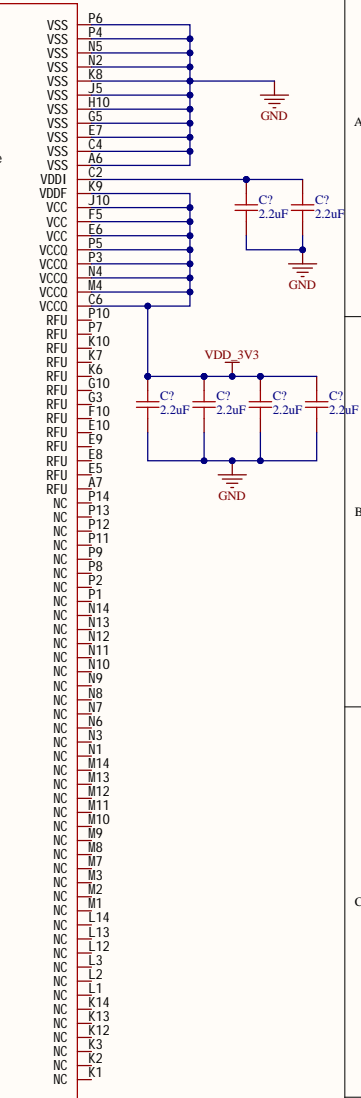 VSS P6
VSS P4
VSS N5
VSS N2
VSS K8
VSS J5
VSS H10
VSS G5
VSS E7
VSS C4
VSS A6
VDDI C2
VDDF K9
VCC J10
VCC F5
VCC E6
VCCQ P5
VCCQ P3
VCCQ N4
VCCQ M4
VCCQ C6
RFU P10
RFU P7
RFU K10
RFU K7
RFU K6
RFU G10
RFU G3
RFU F10
RFU E10
RFU E9
RFU E8
RFU E5
RFU A7
NC P14
NC P13
NC P12
NC P11
NC P9
NC P8
NC P2
NC P1
NC N14
NC N13
NC N12
NC N11
NC N10
NC N9
NC N8
NC N7
NC N6
NC N3
NC N1
NC M14
NC M13
NC M12
NC M11
NC M10
NC M9
NC M8
NC M7
NC M3
NC M2
NC M1
NC L14
NC L13
NC L12
NC L3
NC L2
NC L1
NC K14
NC K13
NC K12
NC K3
NC K2
NC K1
e
GND
C? C?
2.2uF 2.2uF
GND
VDD_3V3
C? C? C? C?
2.2uF 2.2uF 2.2uF 2.2uF
GND
A
B
C